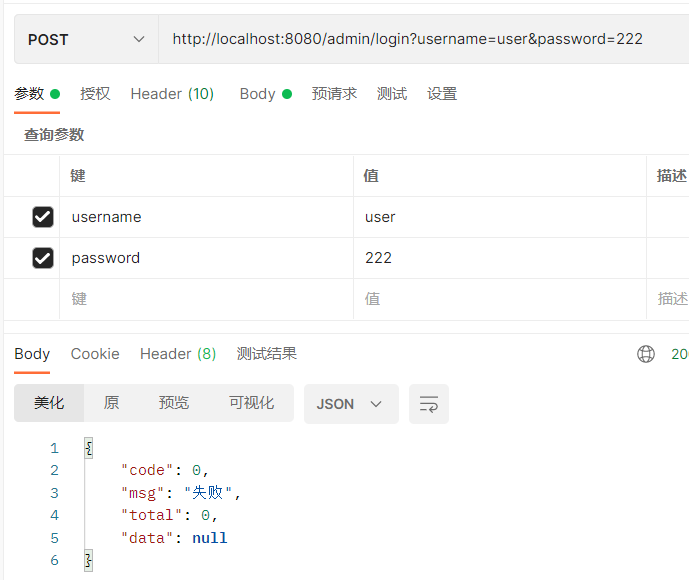 POST http://localhost:8080/admin/login?username=user&password=222
参数 授权 Header (10) Body 预请求 测试 设置
查询参数
键 值 描述
username user
password 222
键 值 描述
Body Cookie Header (8) 测试结果 20
美化 原 预览 可视化 JSON
1 {
2 "code": 0,
3 "msg": "失败",
4 "total": 0,
5 "data": null
6 }